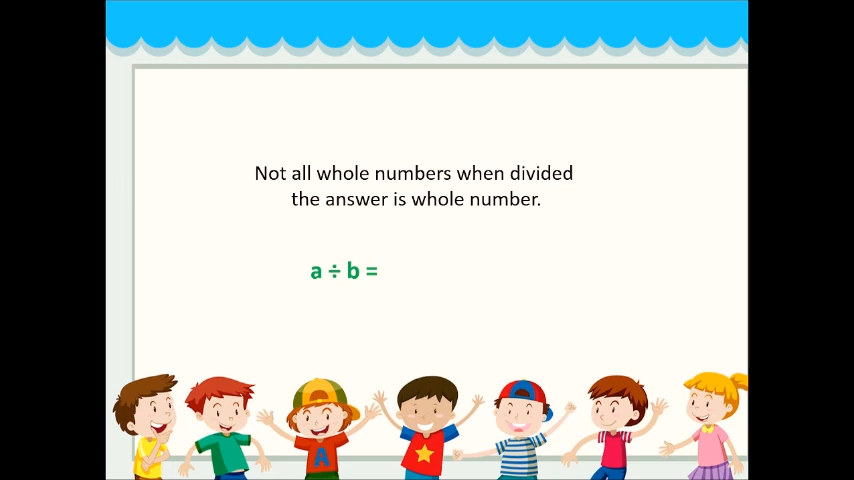 Not all whole numbers when divided
the answer is whole number.
a ÷ b =
A